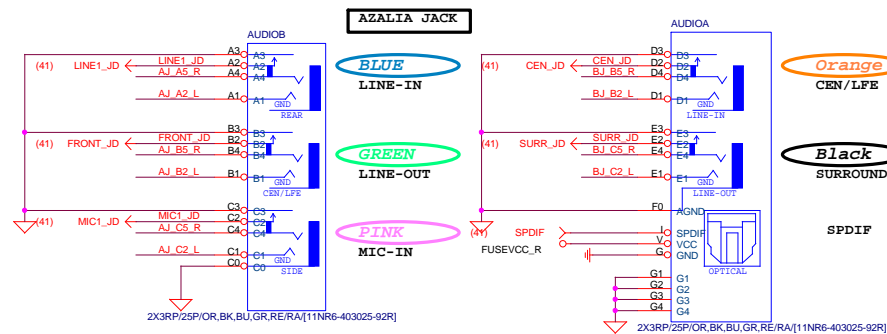 AZALIA JACK
AUDIOB
A3 A3
(41) LINE1_JD LINE1_JD A2 A2
AJ_A5_R A4 A4
AJ_A2_L A1 A1
GND
REAR
BLUE
LINE-IN
B3 B3
(41) FRONT_JD FRONT_JD B2 B2
AJ_B5_R B4 B4
AJ_B2_L B1 B1
GND
CEN/LFE
GREEN
LINE-OUT
C3 C3
(41) MIC1_JD MIC1_JD C2 C2
AJ_C5_R C4 C4
AJ_C2_L C1 C1
C0 C0
GND
SIDE
PINK
MIC-IN
2X3RP/25P/OR,BK,BU,GR,RE/RA/[11NR6-403025-92R]
AUDIOA
D3 D3
(41) CEN_JD CEN_JD D2 D2
BJ_B5_R D4 D4
BJ_B2_L D1 D1
GND
LINE-IN
Orange
CEN/LFE
E3 E3
(41) SURR_JD SURR_JD E2 E2
BJ_C5_R E4 E4
BJ_C2_L E1 E1
GND
LINE-OUT
Black
SURROUND
F0 AGND
(41) SPDIF I SPDIF
FUSEVCC_R V VCC
G GND
OPTICAL
SPDIF
G1 G1
G2 G2
G3 G3
G4 G4
2X3RP/25P/OR,BK,BU,GR,RE/RA/[11NR6-403025-92R]